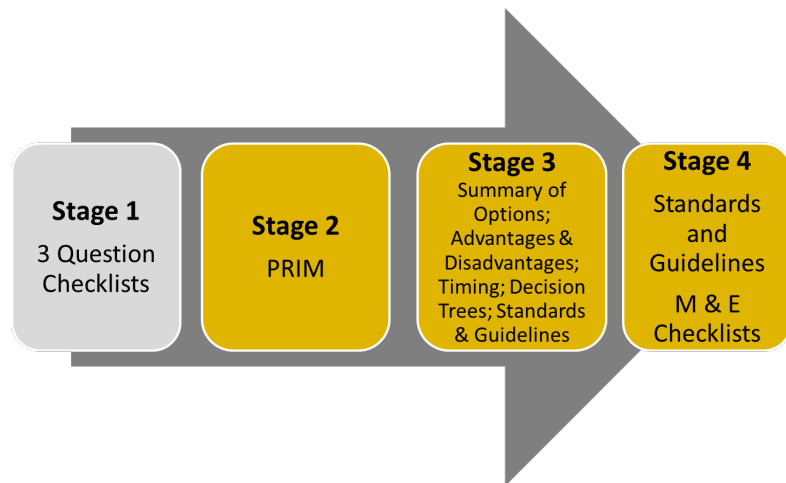 Stage 1
3 Question
Checklists
Stage 2
PRIM
Stage 3
Summary of
Options;
Advantages &
Disadvantages;
Timing; Decision
Trees; Standards
& Guidelines
Stage 4
Standards
and
Guidelines
M & E
Checklists